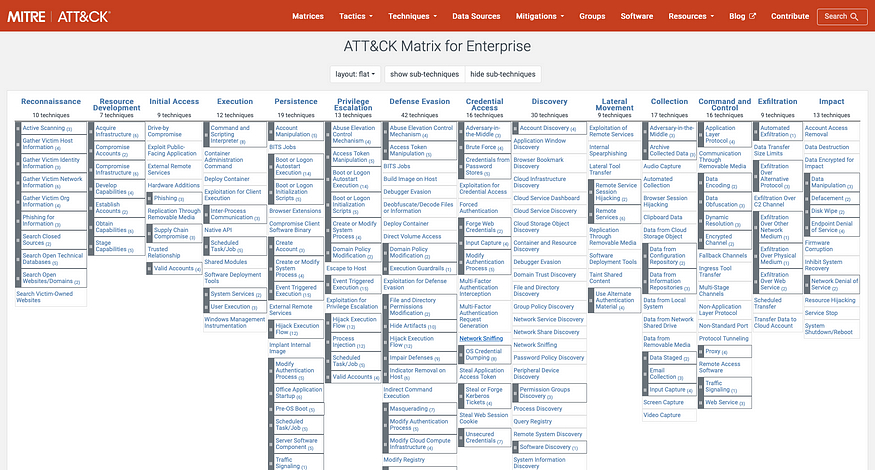 MITRE | ATT&CK®
Matrices
Tactics
Techniques
Data Sources
Mitigations
Groups
Software
Resources
Blog
Contribute
Search
ATT&CK Matrix for Enterprise
layout: flat
show sub-techniques
hide sub-techniques
Reconnaissance
10 techniques
Active Scanning (3)
Gather Victim Host
Information (4)
Gather Victim Identity
Information (3)
Gather Victim Network
Information (6)
Gather Victim Org
Information (4)
Phishing for
Information (3)
Search Closed
Sources (2)
Search Open Technical
Databases (5)
Search Open
Websites/Domains (2)
Search Victim-Owned
Websites
Resource
Development
7 techniques
Acquire
Infrastructure (6)
Compromise
Accounts (2)
Compromise
Infrastructure (6)
Develop
Capabilities (4)
Establish
Accounts (2)
Obtain
Capabilities (6)
Stage
Capabilities (5)
Initial Access
9 techniques
Drive-by
Compromise
Exploit Public-
Facing Application
External Remote
Services
Hardware Additions
Phishing (3)
Replication Through
Removable Media
Supply Chain
Compromise (3)
Trusted
Relationship
Valid Accounts (4)
Execution
12 techniques
Command and
Scripting
Interpreter (8)
Container
Administration
Command
Deploy Container
Exploitation for Client
Execution
Inter-Process
Communication (3)
Native API
Scheduled
Task/Job (5)
Shared Modules
Software Deployment
Tools
System Services (2)
User Execution (3)
Windows Management
Instrumentation
Persistence
19 techniques
Account
Manipulation (5)
BITS Jobs
Boot or Logon
Autostart
Execution (14)
Boot or Logon
Initialization
Scripts (5)
Browser Extensions
Compromise Client
Software Binary
Create
Account (3)
Create or Modify
System
Process (4)
Event Triggered
Execution (15)
External Remote
Services
Hijack Execution
Flow (12)
Implant Internal
Image
Modify
Authentication
Process (5)
Office Application
Startup (6)
Pre-OS Boot (5)
Scheduled
Task/Job (5)
Server Software
Component (5)
Traffic
Signaling (1)
Privilege
Escalation
13 techniques
Abuse Elevation
Control
Mechanism (4)
Access Token
Manipulation (5)
Boot or Logon
Autostart
Execution (14)
Boot or Logon
Initialization
Scripts (5)
Create or Modify
System
Process (4)
Domain Policy
Modification (2)
Escape to Host
Event Triggered
Execution (15)
Exploitation for
Privilege Escalation
Hijack Execution
Flow (12)
Process
Injection (12)
Scheduled
Task/Job (5)
Valid Accounts (4)
Defense Evasion
42 techniques
Abuse Elevation Control
Mechanism (4)
Access Token
Manipulation (5)
BITS Jobs
Build Image on Host
Debugger Evasion
Deobfuscate/Decode Files
or Information
Deploy Container
Direct Volume Access
Domain Policy
Modification (2)
Execution Guardrails (1)
Exploitation for Defense
Evasion
File and Directory
Permissions
Modification (2)
Hide Artifacts (10)
Hijack Execution
Flow (12)
Impair Defenses (9)
Indicator Removal on
Host (6)
Indirect Command
Execution
Masquerading (7)
Modify Authentication
Process (5)
Modify Cloud Compute
Infrastructure (4)
Modify Registry
Credential
Access
16 techniques
Adversary-in-
the-Middle (3)
Brute Force (4)
Credentials from
Password
Stores (5)
Exploitation for
Credential Access
Forced
Authentication
Forge Web
Credentials (2)
Input Capture (4)
Modify
Authentication
Process (5)
Multi-Factor
Authentication
Interception
Multi-Factor
Authentication
Request
Generation
Network Sniffing
OS Credential
Dumping (8)
Steal Application
Access Token
Steal or Forge
Kerberos
Tickets (4)
Steal Web Session
Cookie
Unsecured
Credentials (7)
Discovery
30 techniques
Account Discovery (4)
Application Window
Discovery
Browser Bookmark
Discovery
Cloud Infrastructure
Discovery
Cloud Service Dashboard
Cloud Service Discovery
Cloud Storage Object
Discovery
Container and Resource
Discovery
Debugger Evasion
Domain Trust Discovery
File and Directory
Discovery
Group Policy Discovery
Network Service Discovery
Network Share Discovery
Network Sniffing
Password Policy Discovery
Peripheral Device
Discovery
Permission Groups
Discovery (3)
Process Discovery
Query Registry
Remote System Discovery
Software Discovery (1)
System Information
Discovery
Lateral
Movement
9 techniques
Exploitation of Remote
Services
Internal
Spearphishing
Lateral Tool
Transfer
Remote Service
Session
Hijacking (2)
Remote
Services (6)
Replication
Through
Removable Media
Software
Deployment Tools
Taint Shared
Content
Use Alternate
Authentication
Material (4)
Collection
17 techniques
Adversary-in-the-
Middle (3)
Archive
Collected Data (3)
Audio Capture
Automated
Collection
Browser Session
Hijacking
Clipboard Data
Data from Cloud
Storage Object
Data from
Configuration
Repository (2)
Data from
Information
Repositories (3)
Data from Local
System
Data from Network
Shared Drive
Data from
Removable Media
Data Staged (2)
Email
Collection (3)
Input Capture (4)
Screen Capture
Video Capture
Command and
Control
16 techniques
Application
Layer
Protocol (4)
Communication
Through Removable
Media
Data
Encoding (2)
Data
Obfuscation (3)
Dynamic
Resolution (3)
Encrypted
Channel (2)
Fallback Channels
Ingress Tool
Transfer
Multi-Stage
Channels
Non-Application
Layer Protocol
Non-Standard Port
Protocol Tunneling
Proxy (4)
Remote Access
Software
Traffic
Signaling (1)
Web Service (3)
Exfiltration
9 techniques
Automated
Exfiltration (1)
Data Transfer
Size Limits
Exfiltration
Over
Alternative
Protocol (3)
Exfiltration Over
C2 Channel
Exfiltration
Over Other
Network
Medium (1)
Exfiltration
Over Physical
Medium (1)
Exfiltration
Over Web
Service (2)
Scheduled
Transfer
Transfer Data to
Cloud Account
Impact
13 techniques
Account Access
Removal
Data Destruction
Data Encrypted for
Impact
Data
Manipulation (3)
Defacement (2)
Disk Wipe (2)
Endpoint Denial
of Service (4)
Firmware
Corruption
Inhibit System
Recovery
Network Denial of
Service (2)
Resource Hijacking
Service Stop
System
Shutdown/Reboot